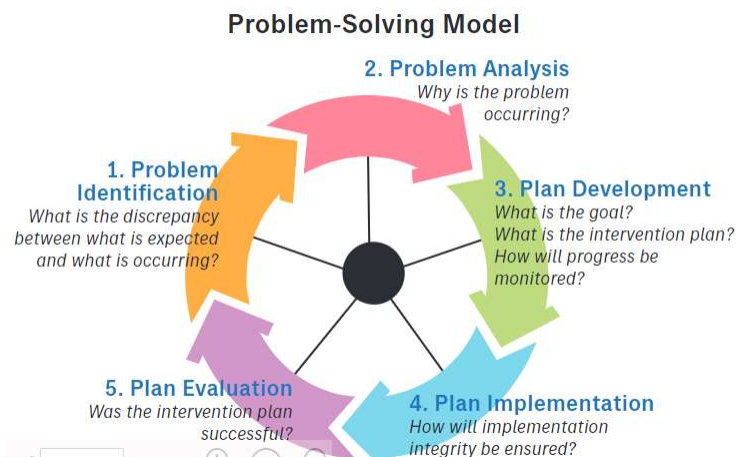 Problem-Solving Model
2. Problem Analysis
Why is the problem
occurring?
1. Problem
Identification
What is the discrepancy
between what is expected
and what is occurring?
3. Plan Development
What is the goal?
What is the intervention plan?
How will progress be
monitored?
5. Plan Evaluation
Was the intervention plan
successful?
4. Plan Implementation
How will implementation
integrity be ensured?